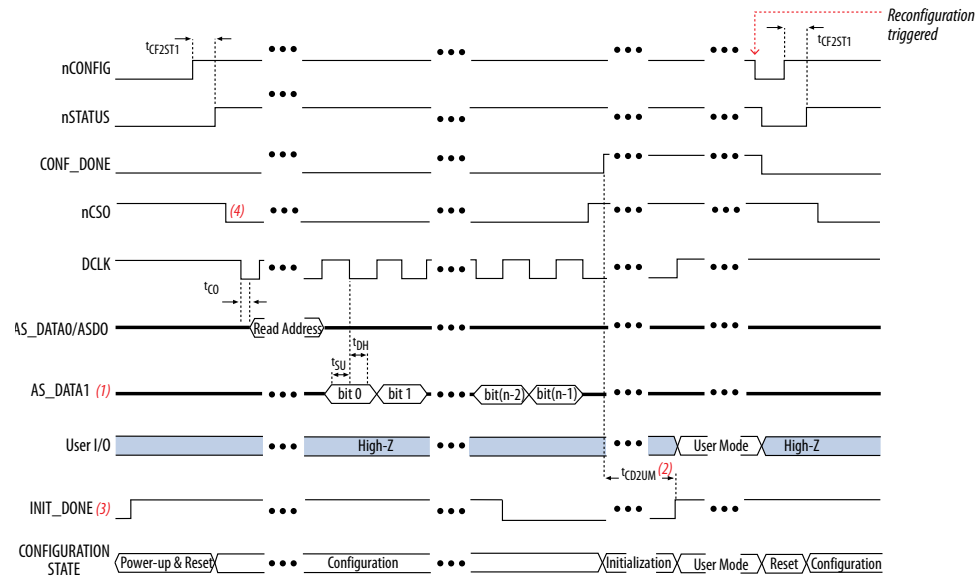 Reconfiguration
triggered
tCF2ST1
tCF2ST1
nCONFIG
nSTATUS
CONF_DONE
nCSO
(4)
DCLK
tCO
AS_DATA0/ASDO
Read Address
tSU
tDH
AS_DATA1 (1)
bit 0
bit 1
bit(n-2)
bit(n-1)
User I/O
High-Z
User Mode
High-Z
tCD2UM (2)
INIT_DONE (3)
CONFIGURATION
STATE
Power-up & Reset
Configuration
Initialization
User Mode
Reset
Configuration